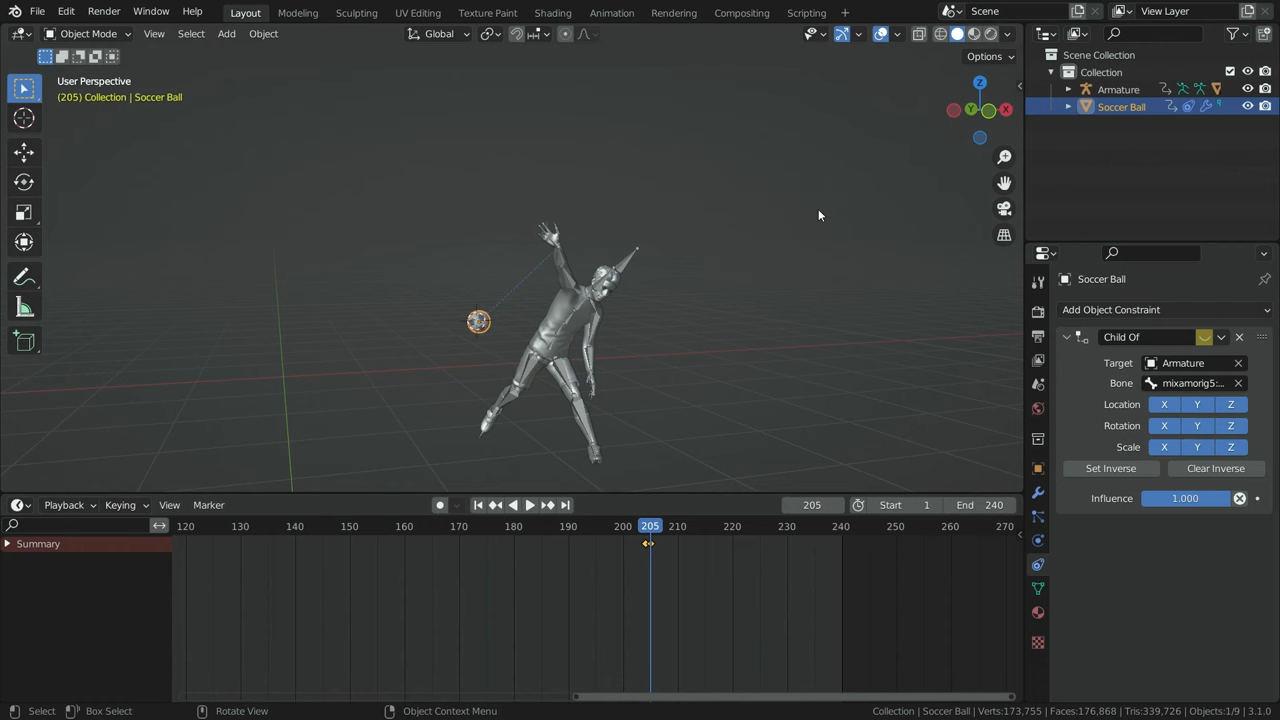 File Edit Render Window Help Layout Modeling Sculpting UV Editing Texture Paint Shading Animation Rendering Compositing Scripting + Scene View Layer
Object Mode View Select Add Object Global
Options
User Perspective
(205) Collection | Soccer Ball
Z
Y X
Scene Collection
Collection
Armature
Soccer Ball
Soccer Ball
Add Object Constraint
Child Of
Target Armature
Bone mixamorig5:...
Location X Y Z
Rotation X Y Z
Scale X Y Z
Set Inverse Clear Inverse
Influence 1.000
Playback Keying View Marker 205 Start 1 End 240
120 130 140 150 160 170 180 190 200 205 210 220 230 240 250 260 270
Summary
Select Box Select Rotate View Object Context Menu Collection | Soccer Ball | Verts:173,755 | Faces:176,868 | Tris:339,726 | Objects:1/9 | 3.1.0